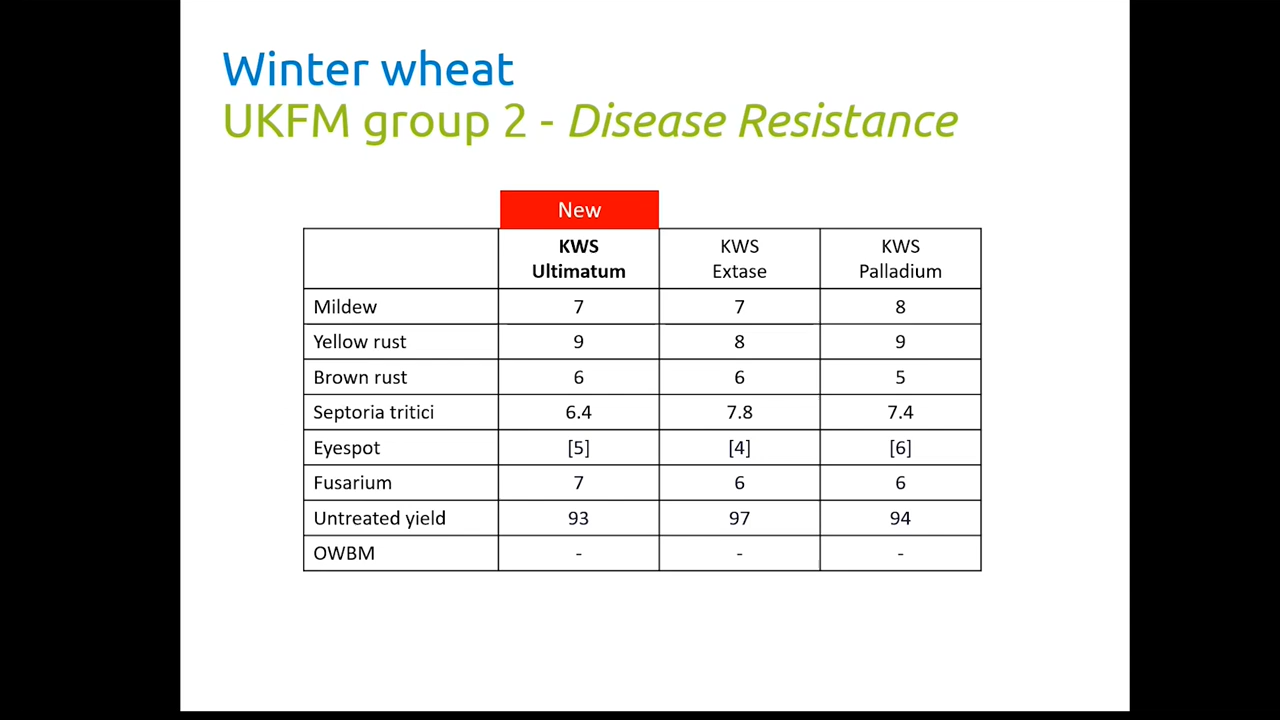 Winter wheat
UKFM group 2 - Disease Resistance
New
KWS Ultimatum KWS Extase KWS Palladium
Mildew 7 7 8
Yellow rust 9 8 9
Brown rust 6 6 5
Septoria tritici 6.4 7.8 7.4
Eyespot [5] [4] [6]
Fusarium 7 6 6
Untreated yield 93 97 94
OWBM - - -